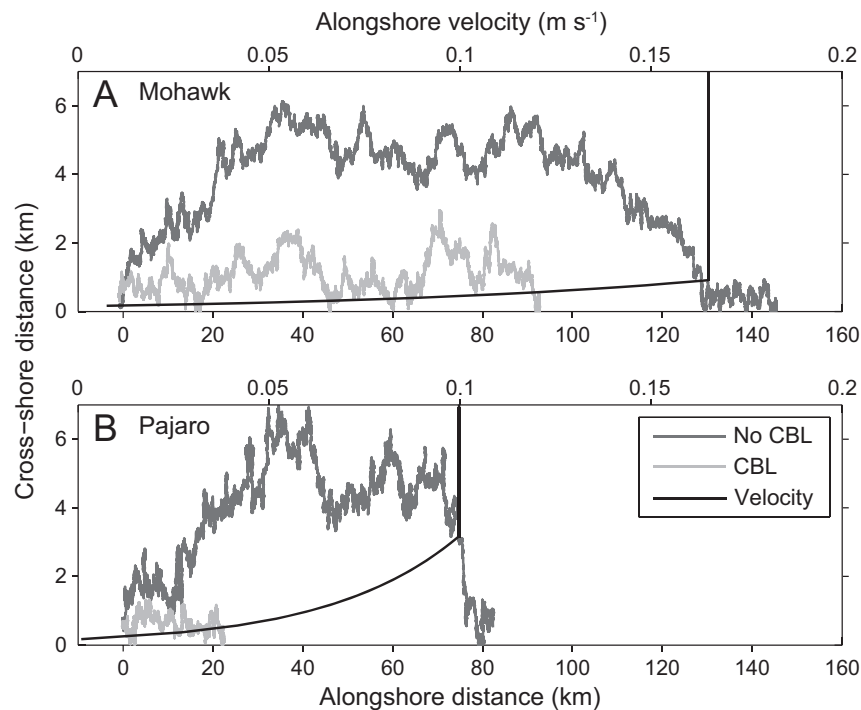 Alongshore velocity (m s⁻¹)
0 0.05 0.1 0.15 0.2
A Mohawk
6
4
2
0
0 20 40 60 80 100 120 140 160
Cross−shore distance (km)
0 0.05 0.1 0.15 0.2
B Pajaro
6
4
2
0
No CBL
CBL
Velocity
0 20 40 60 80 100 120 140 160
Alongshore distance (km)